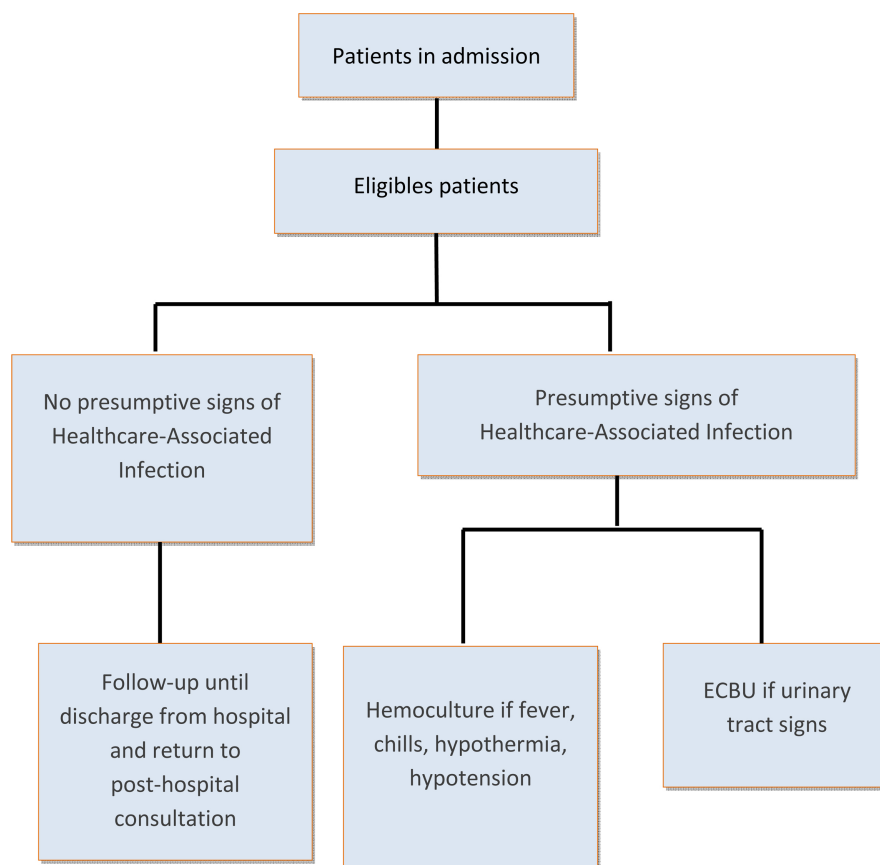 Patients in admission
Eligibles patients
No presumptive signs of
Healthcare-Associated
Infection
Presumptive signs of
Healthcare-Associated Infection
Follow-up until
discharge from hospital
and return to
post-hospital
consultation
Hemoculture if fever,
chills, hypothermia,
hypotension
ECBU if urinary
tract signs